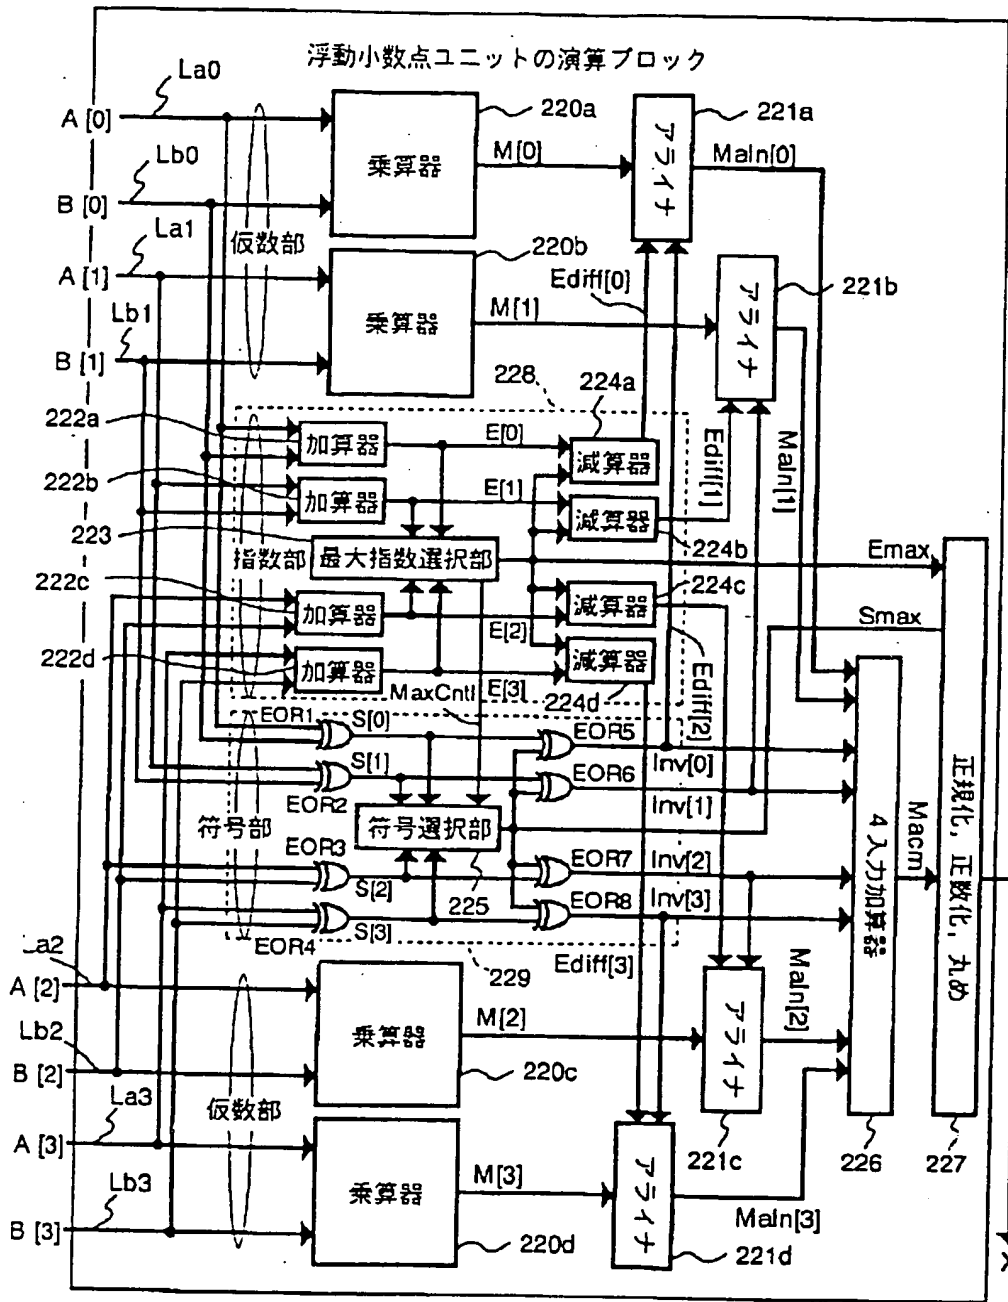 浮動小数点ユニットの演算ブロック
La0
A [0]
220a
221a
乗算器
M[0]
アライナ
Maln[0]
Lb0
B [0]
La1
仮数部
220b
A [1]
Ediff[0]
221b
乗算器
M[1]
アライナ
Lb1
B [1]
228
224a
222a
加算器
E[0]
減算器
Ediff[1]
Maln[1]
222b
加算器
E[1]
減算器
223
224b
指数部
最大指数選択部
Emax
222c
224c
加算器
減算器
E[2]
Smax
222d
加算器
減算器
MaxCntl
E[3]
224d
Ediff[2]
EOR1
S[0]
EOR5
Inv[0]
S[1]
EOR6
EOR2
Inv[1]
符号部
符号選択部
EOR3
EOR7
Inv[2]
S[2]
225
EOR8
Inv[3]
EOR4
S[3]
4入力加算器
Macm
正規化, 正数化, 丸め
La2
229
Ediff[3]
A [2]
Maln[2]
乗算器
M[2]
アライナ
Lb2
B [2]
220c
La3
仮数部
A [3]
221c
226
227
乗算器
M[3]
アライナ
Maln[3]
Lb3
B [3]
220d
221d